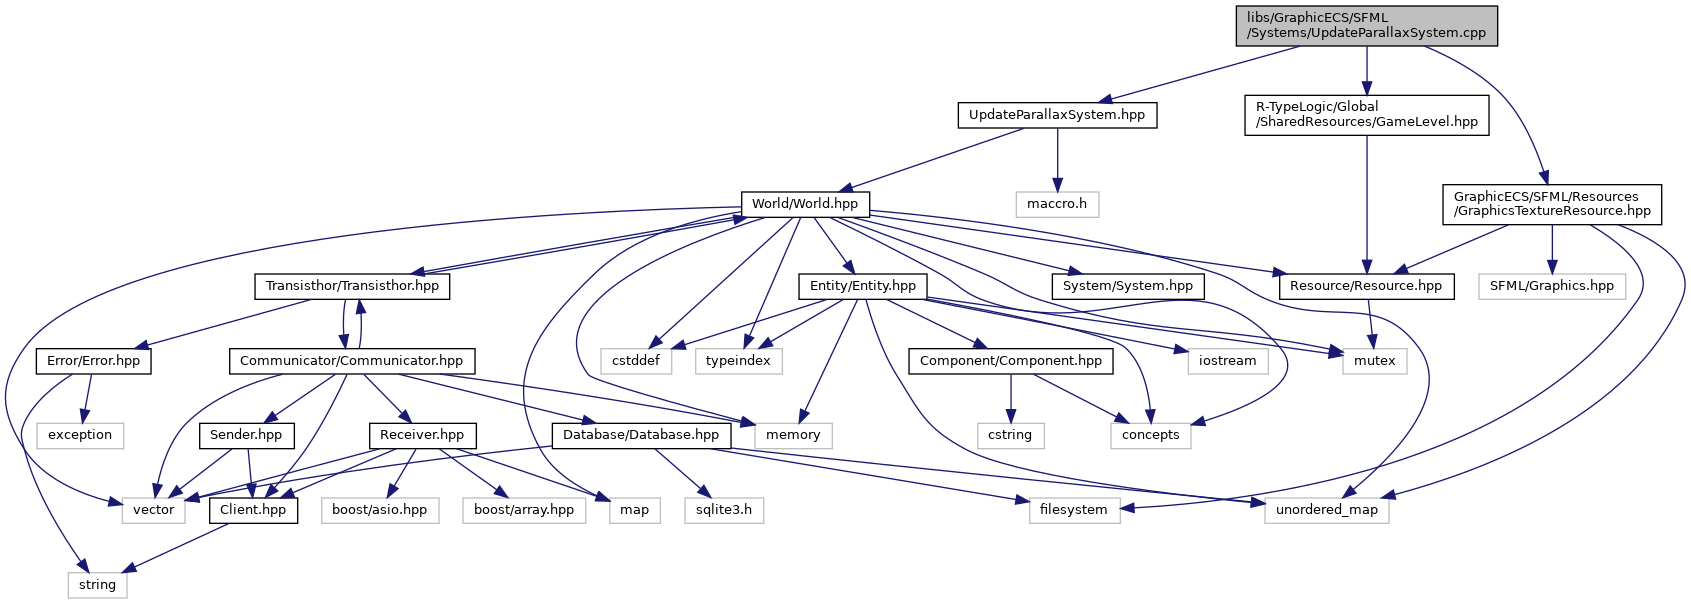 libs/GraphicECS/SFML
/Systems/UpdateParallaxSystem.cpp
UpdateParallaxSystem.hpp
R-TypeLogic/Global
/SharedResources/GameLevel.hpp
World/World.hpp
maccro.h
GraphicECS/SFML/Resources
/GraphicsTextureResource.hpp
Transisthor/Transisthor.hpp
Entity/Entity.hpp
System/System.hpp
Resource/Resource.hpp
SFML/Graphics.hpp
Error/Error.hpp
Communicator/Communicator.hpp
cstddef
typeindex
Component/Component.hpp
iostream
mutex
exception
Sender.hpp
Receiver.hpp
Database/Database.hpp
memory
cstring
concepts
vector
Client.hpp
boost/asio.hpp
boost/array.hpp
map
sqlite3.h
filesystem
unordered_map
string